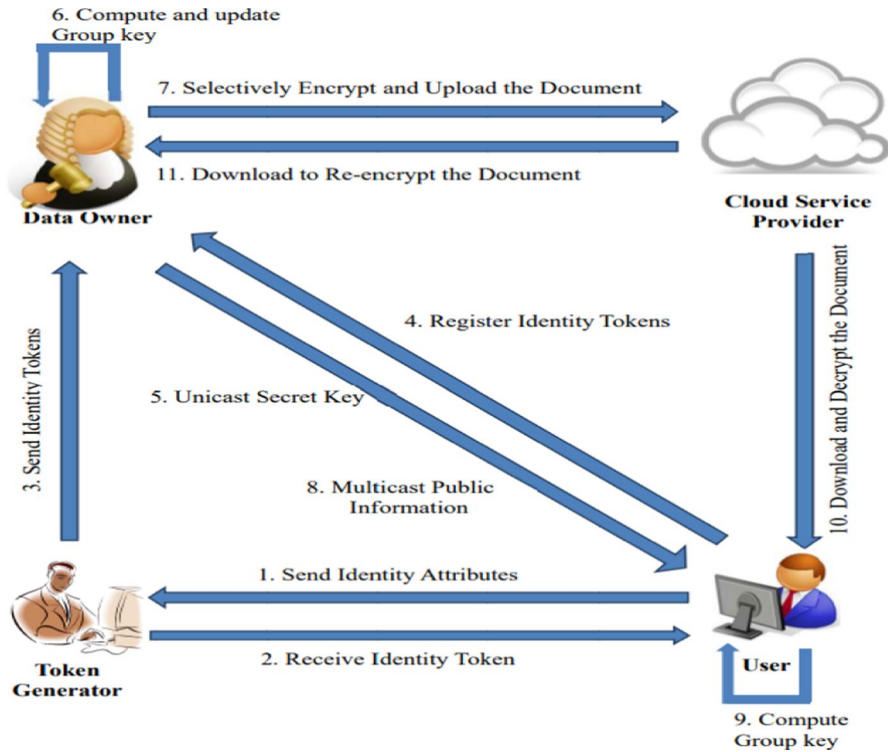 6. Compute and update
Group key
7. Selectively Encrypt and Upload the Document
11. Download to Re-encrypt the Document
Data Owner
Cloud Service
Provider
4. Register Identity Tokens
5. Unicast Secret Key
3. Send Identity Tokens
10. Download and Decrypt the Document
8. Multicast Public
Information
1. Send Identity Attributes
2. Receive Identity Token
Token
Generator
User
9. Compute
Group key